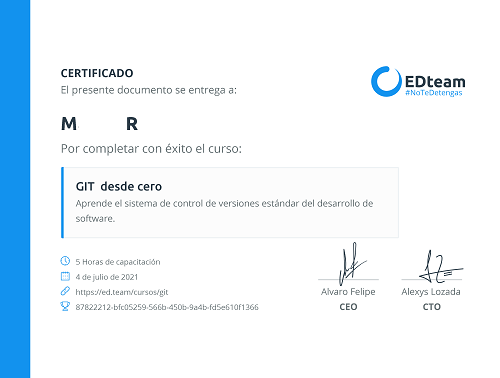 CERTIFICADO
El presente documento se entrega a:
EDteam
#NoTeDetengas
M R
Por completar con éxito el curso:
GIT desde cero
Aprende el sistema de control de versiones estándar del desarrollo de
software.
5 Horas de capacitación
4 de julio de 2021
https://ed.team/cursos/git
87822212-bfc05259-566b-450b-9a4b-fd5e610f1366
Alvaro Felipe
CEO
Alexys Lozada
CTO